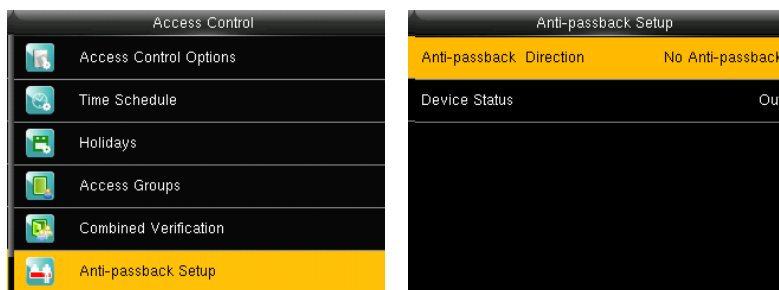 Access Control
Access Control Options
Time Schedule
Holidays
Access Groups
Combined Verification
Anti-passback Setup
Anti-passback Setup
Anti-passback Direction No Anti-passback
Device Status Out